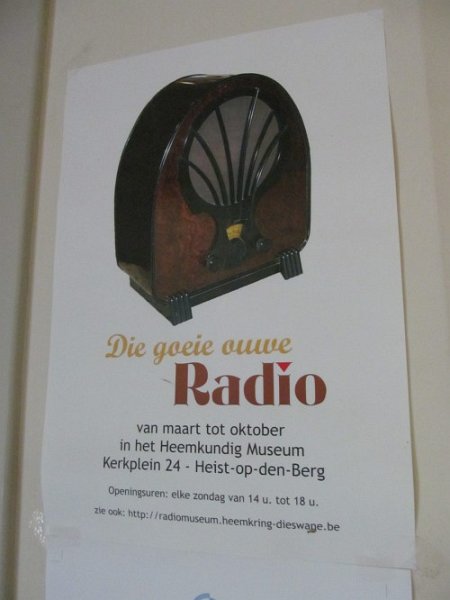 Die goeie ouwe
Radio
van maart tot oktober
in het Heemkundig Museum
Kerkplein 24 - Heist-op-den-Berg
Openingsuren: elke zondag van 14 u. tot 18 u.
zie ook: http://radiomuseum.heemkring-dieswane.be